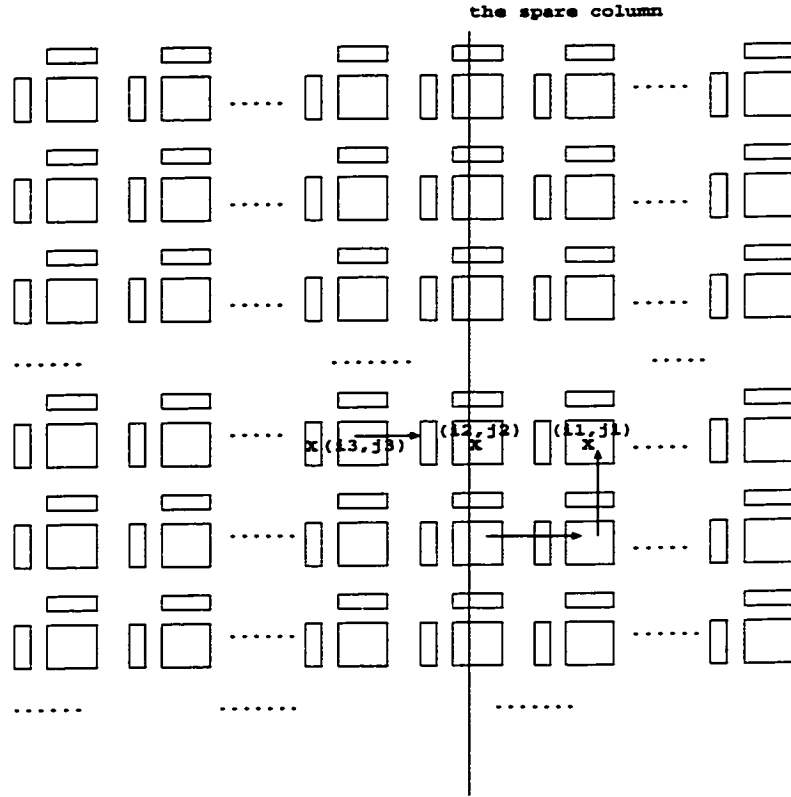 the spare column
X (i3,j3) (i2,j2) (i1,j1)
X X